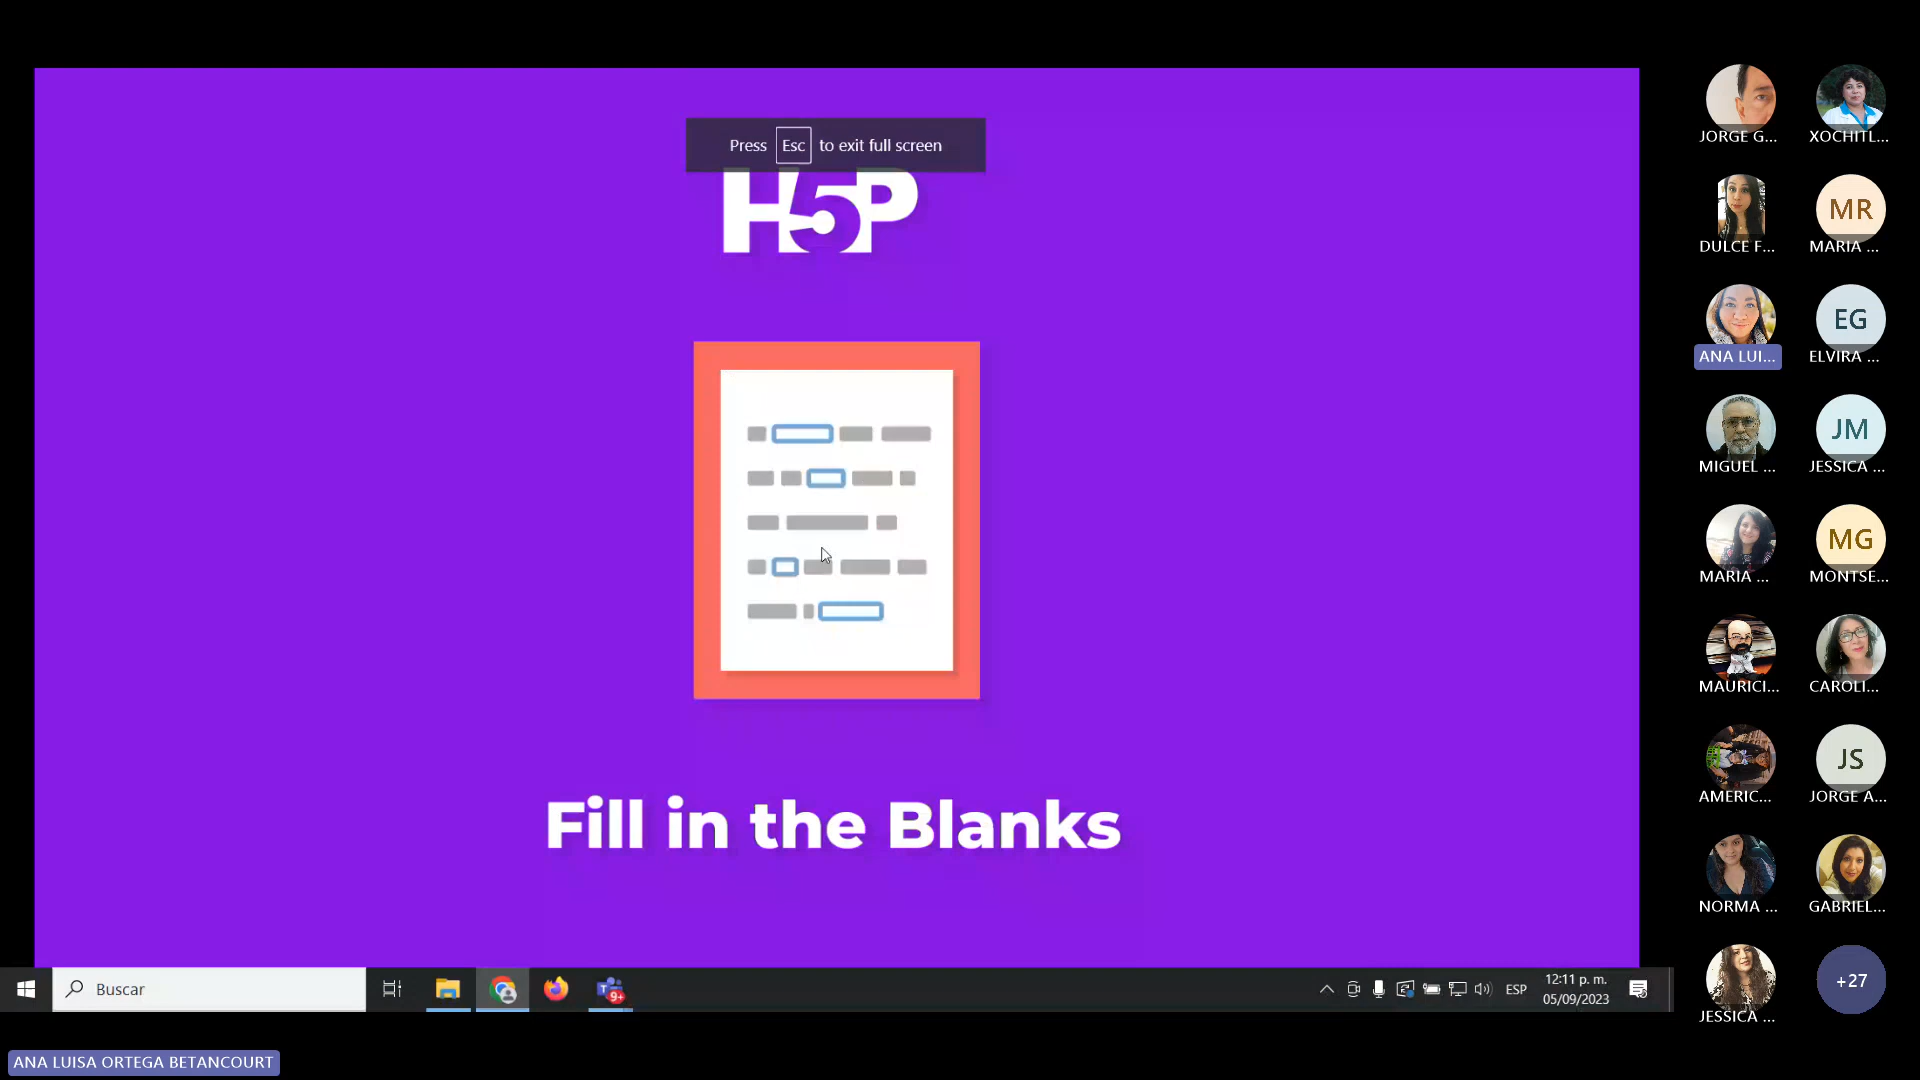 Press Esc to exit full screen
H5P
Fill in the Blanks
Buscar
9+
ESP
12:11 p. m.
05/09/2023
JORGE G...
XOCHITL...
DULCE F...
MR
MARIA ...
ANA LUI...
EG
ELVIRA ...
MIGUEL ...
JM
JESSICA ...
MARIA ...
MG
MONTSE...
MAURICI...
CAROLI...
AMERIC...
JS
JORGE A...
NORMA ...
GABRIEL...
JESSICA ...
+27
ANA LUISA ORTEGA BETANCOURT